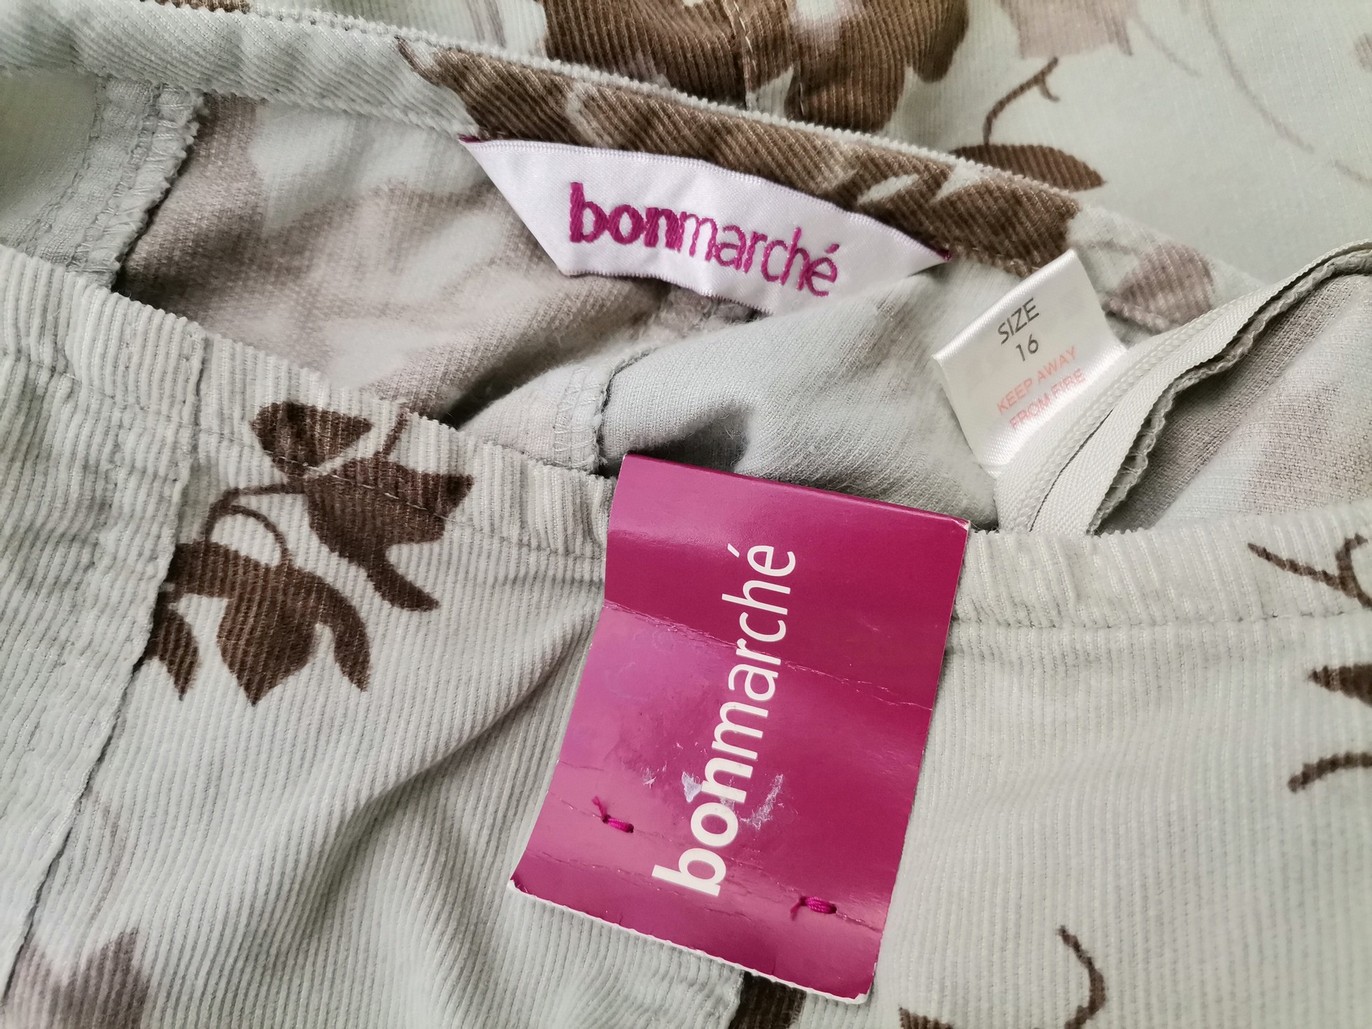 bonmarché
SIZE
16
KEEP AWAY
FROM FIRE
bonmarché